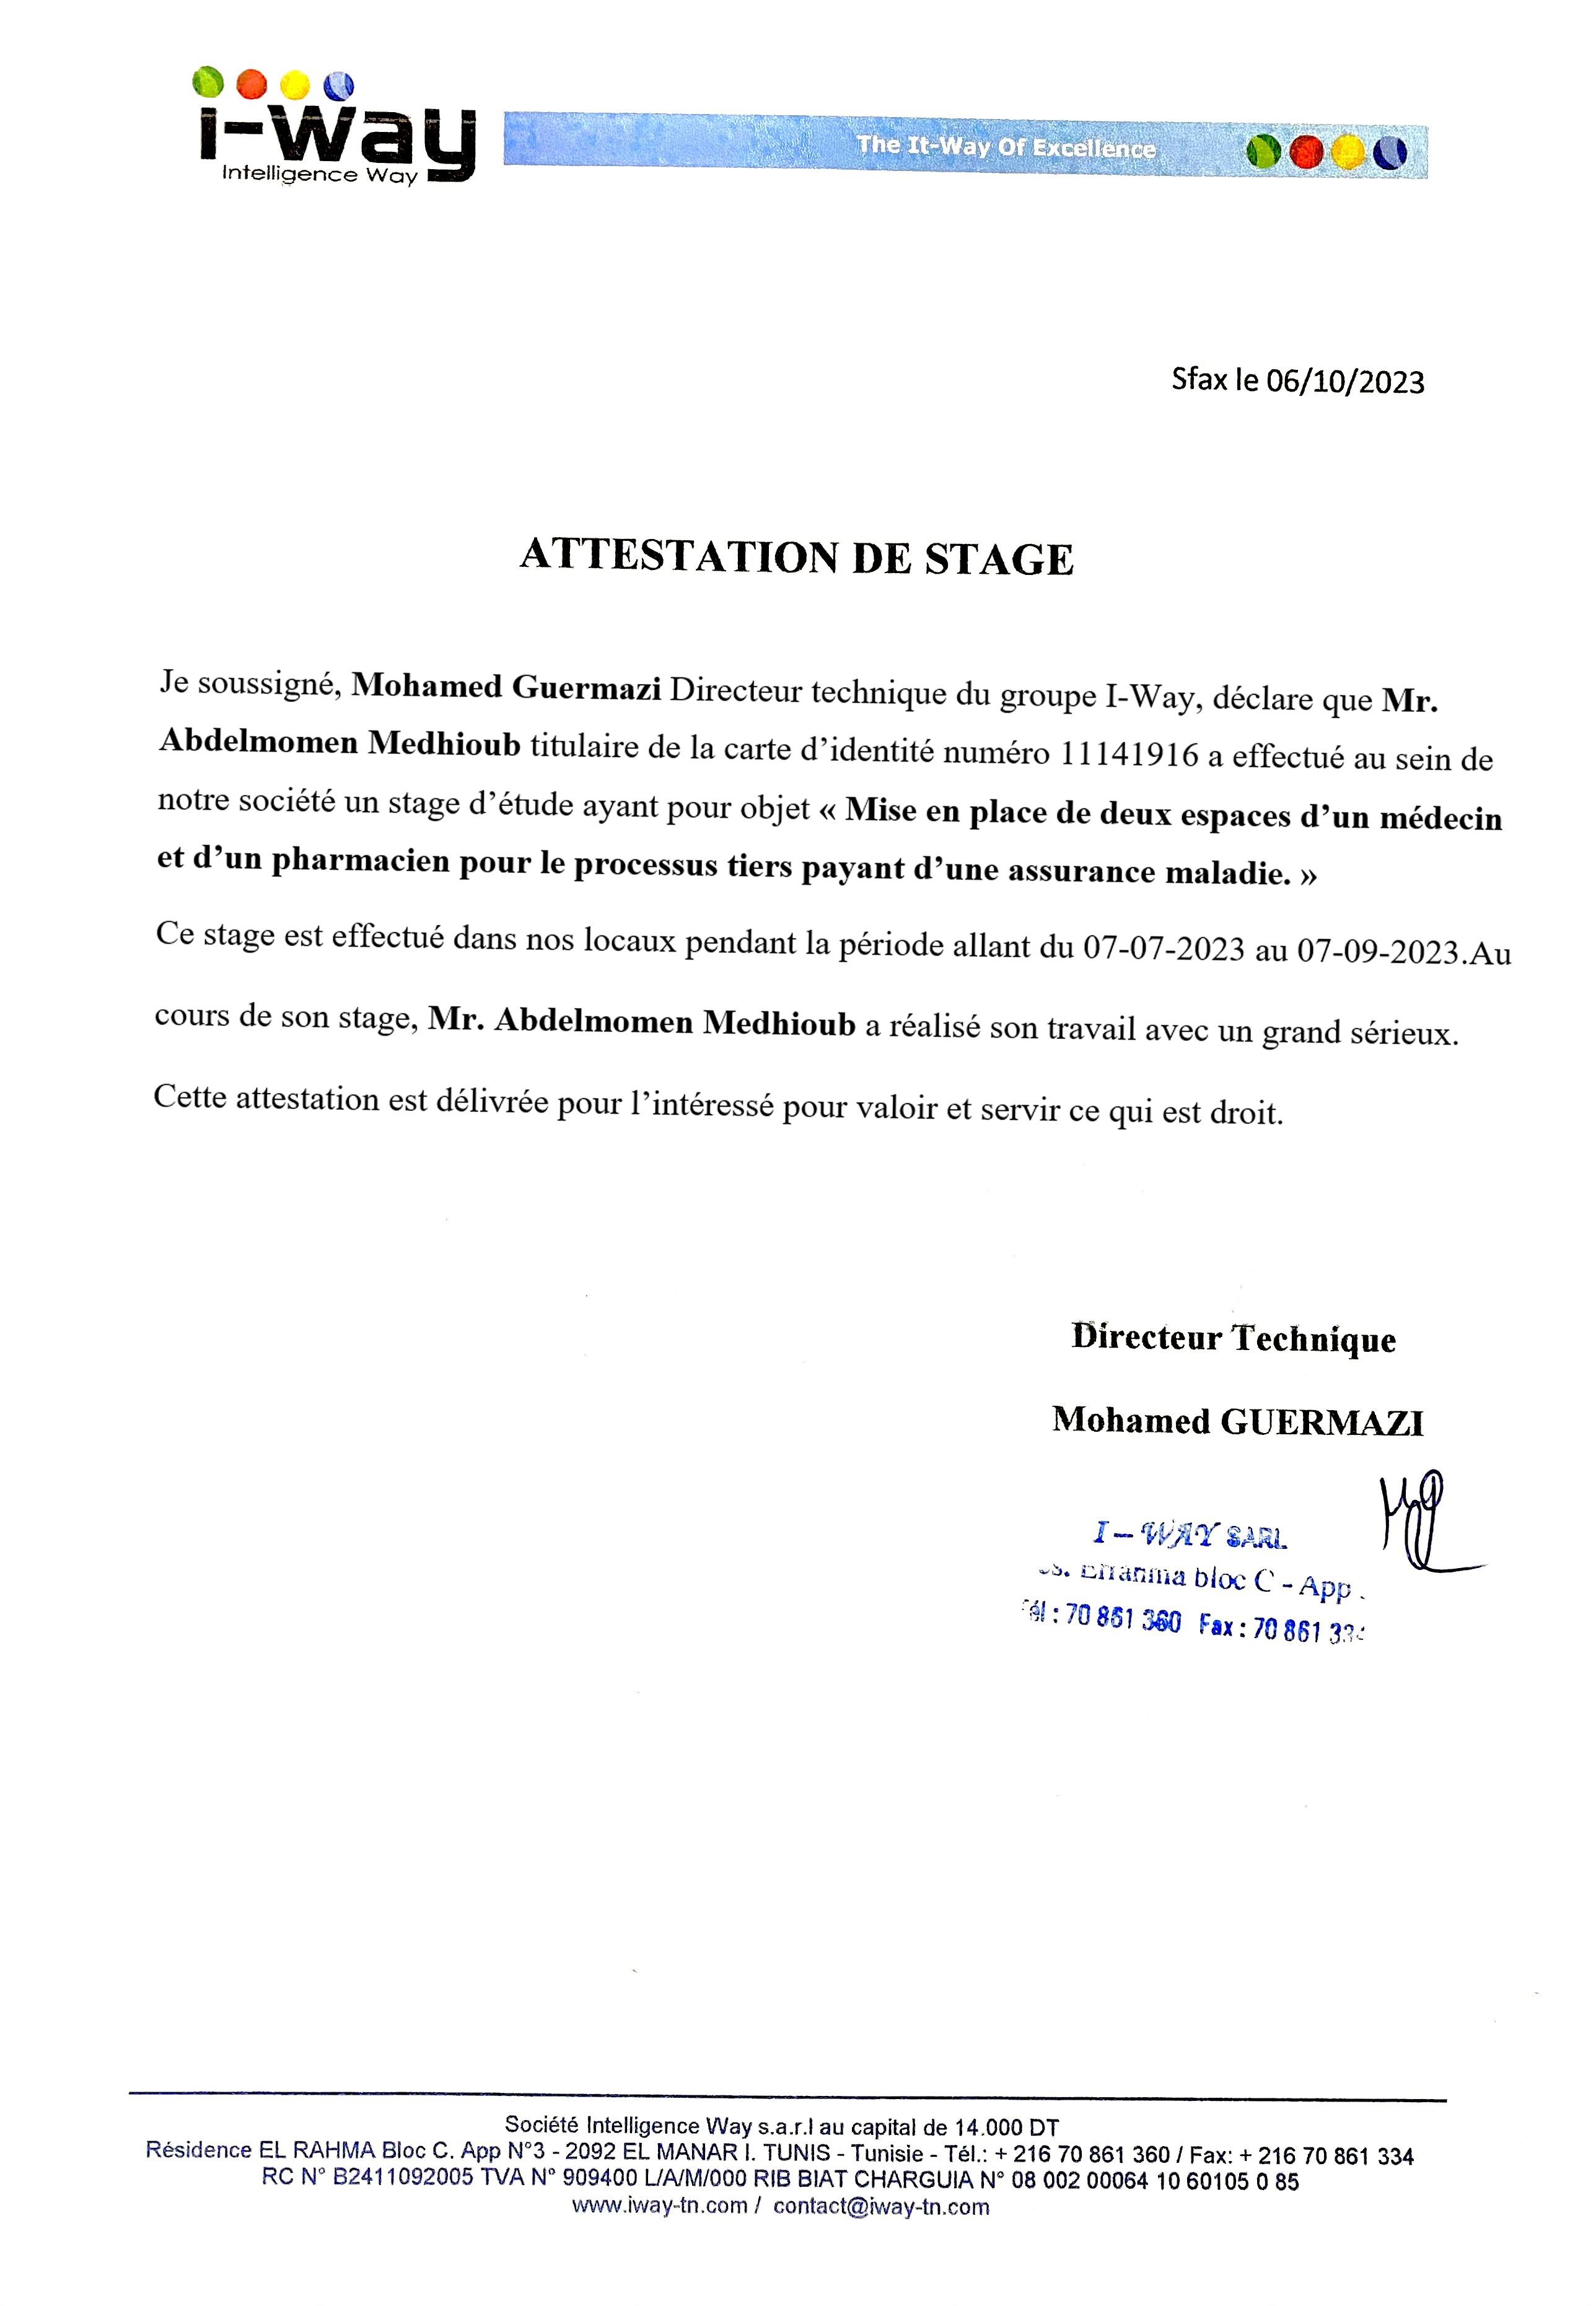 i-way
Intelligence Way
The It-Way Of Excellence
Sfax le 06/10/2023
ATTESTATION DE STAGE
Je soussigné, Mohamed Guermazi Directeur technique du groupe I-Way, déclare que Mr.
Abdelmomen Medhioub titulaire de la carte d'identité numéro 11141916 a effectué au sein de
notre société un stage d'étude ayant pour objet « Mise en place de deux espaces d'un médecin
et d'un pharmacien pour le processus tiers payant d'une assurance maladie. »
Ce stage est effectué dans nos locaux pendant la période allant du 07-07-2023 au 07-09-2023.Au
cours de son stage, Mr. Abdelmomen Medhioub a réalisé son travail avec un grand sérieux.
Cette attestation est délivrée pour l'intéressé pour valoir et servir ce qui est droit.
Directeur Technique
Mohamed GUERMAZI
I - WAY SARL
bloc C - App
: 70 861 360 Fax : 70 861
Société Intelligence Way s.a.r.l au capital de 14.000 DT
Résidence EL RAHMA Bloc C. App N°3 - 2092 EL MANAR I. TUNIS - Tunisie - Tél.: + 216 70 861 360 / Fax: + 216 70 861 334
RC N° B2411092005 TVA N° 909400 L/A/M/000 RIB BIAT CHARGUIA N° 08 002 00064 10 60105 0 85
www.iway-tn.com / contact@iway-tn.com